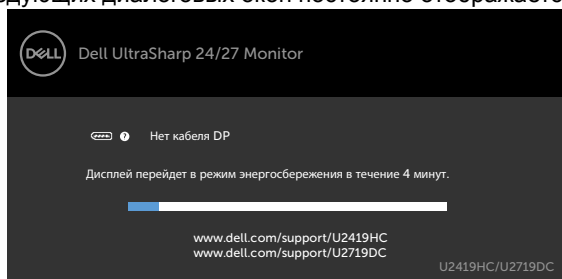 дующих диалоговых окон постоянно отображаетс
DELL Dell UltraSharp 24/27 Monitor
? Нет кабеля DP
Дисплей перейдет в режим энергосбережения в течение 4 минут.
www.dell.com/support/U2419HC
www.dell.com/support/U2719DC
U2419HC/U2719DC